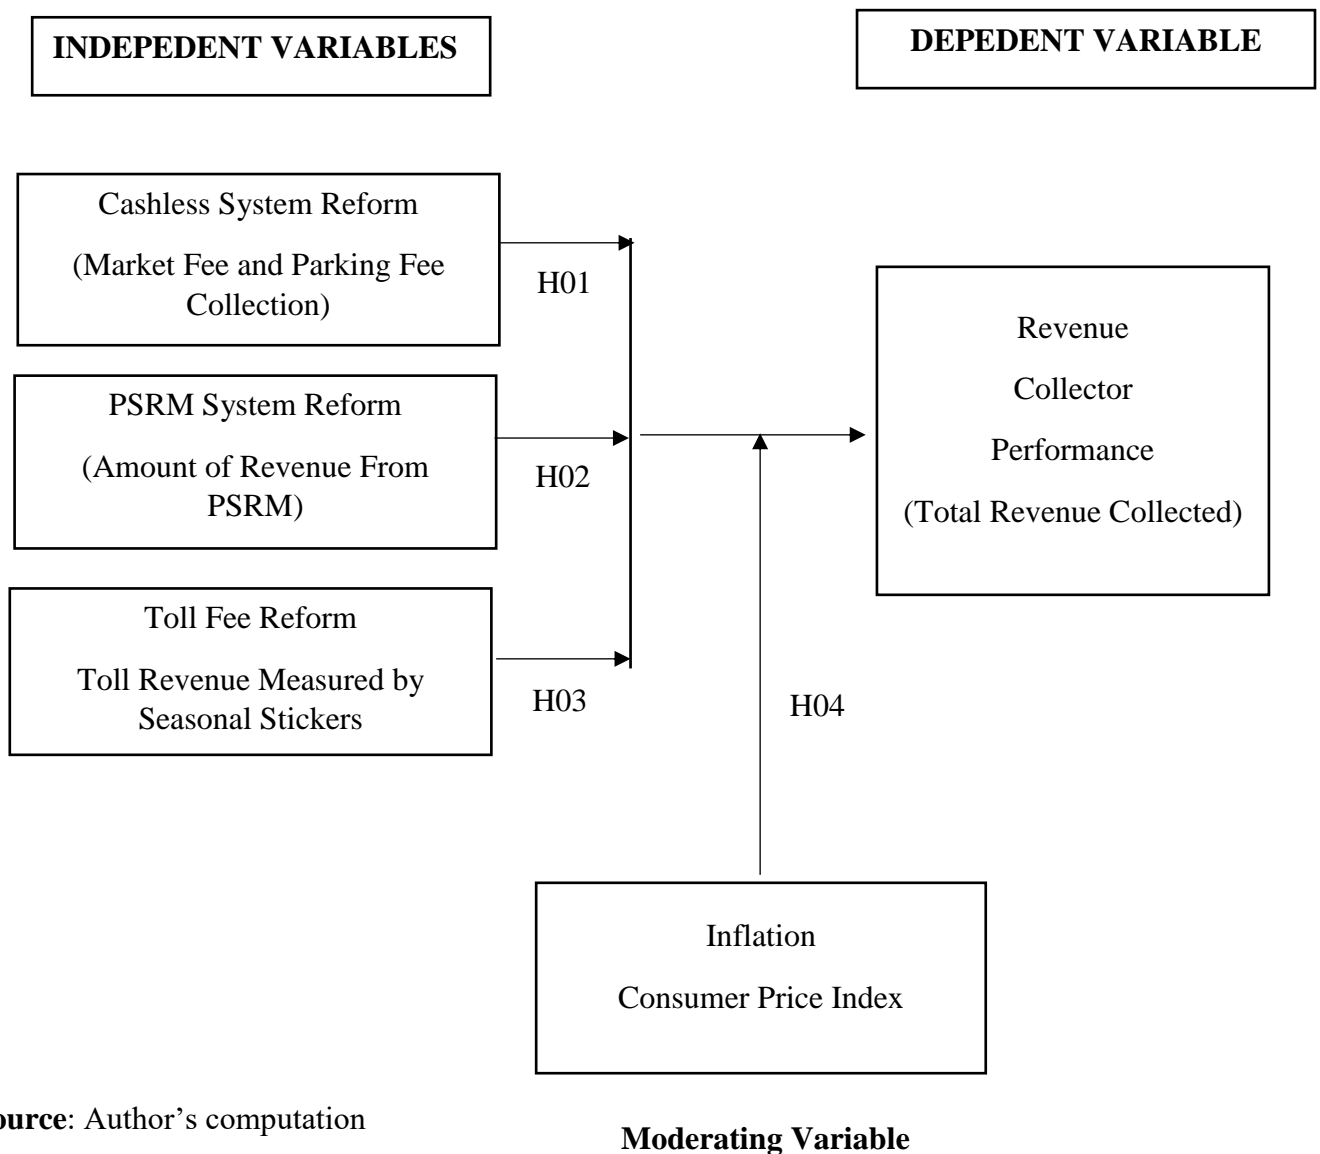 INDEPEDENT VARIABLES
DEPEDENT VARIABLE
Cashless System Reform
(Market Fee and Parking Fee
Collection)
H01
PSRM System Reform
(Amount of Revenue From
PSRM)
H02
Toll Fee Reform
Toll Revenue Measured by
Seasonal Stickers
H03
Revenue
Collector
Performance
(Total Revenue Collected)
H04
Inflation
Consumer Price Index
ource: Author’s computation
Moderating Variable